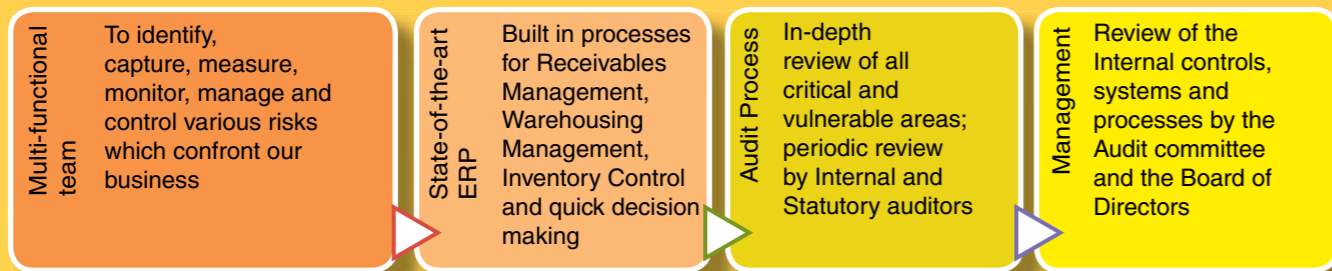 Multi-functional
team
To identify,
capture, measure,
monitor, manage and
control various risks
which confront our
business
State-of-the-art
ERP
Built in processes
for Receivables
Management,
Warehousing
Management,
Inventory Control
and quick decision
making
Audit Process
In-depth
review of all
critical and
vulnerable areas;
periodic review
by Internal and
Statutory auditors
Management
Review of the
Internal controls,
systems and
processes by the
Audit committee
and the Board of
Directors